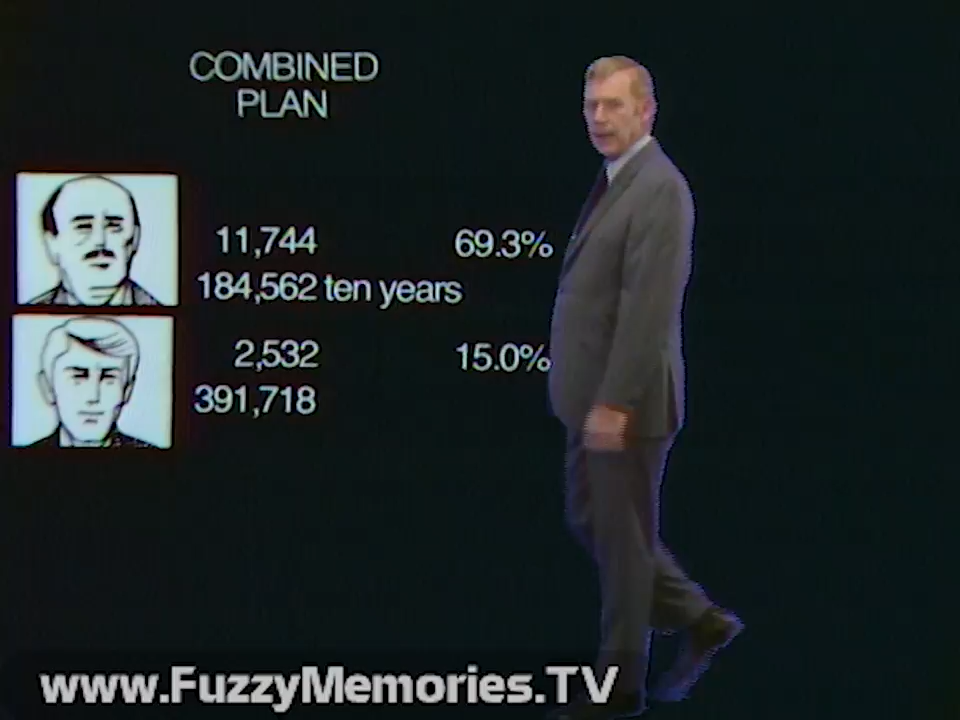 COMBINED
PLAN
11,744 69.3%
184,562 ten years
2,532 15.0%
391,718
www.FuzzyMemories.TV